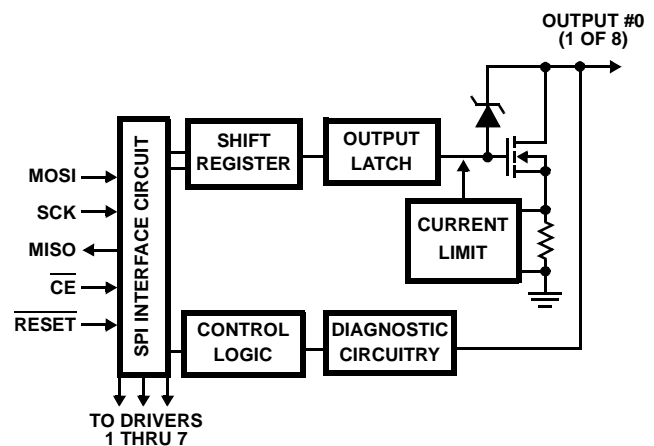 OUTPUT #0
(1 OF 8)
SHIFT
REGISTER
OUTPUT
LATCH
SPI INTERFACE CIRCUIT
MOSI
SCK
MISO
CE
RESET
CURRENT
LIMIT
CONTROL
LOGIC
DIAGNOSTIC
CIRCUITRY
TO DRIVERS
1 THRU 7